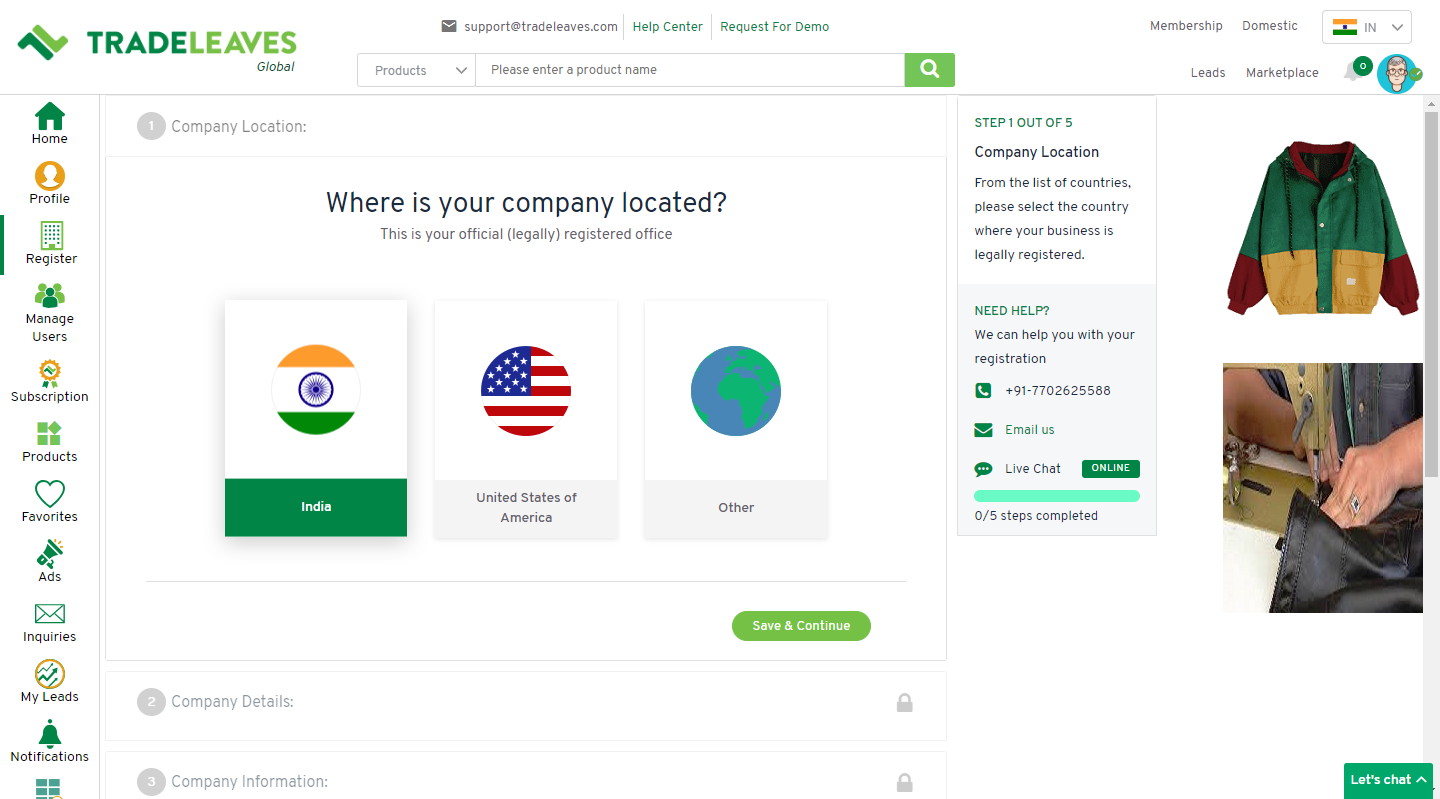 support@tradeleaves.com
Help Center
Request For Demo
Membership
Domestic
IN
TRADELEAVES
Global
Products
Please enter a product name
Leads
Marketplace
0
Home
Profile
Register
Manage
Users
Subscription
Products
Favorites
Ads
Inquiries
My Leads
Notifications
1 Company Location:
Where is your company located?
This is your official (legally) registered office
India
United States of
America
Other
Save & Continue
2 Company Details:
3 Company Information:
STEP 1 OUT OF 5
Company Location
From the list of countries,
please select the country
where your business is
legally registered.
NEED HELP?
We can help you with your
registration
+91-7702625588
Email us
Live Chat
ONLINE
0/5 steps completed
Let's chat